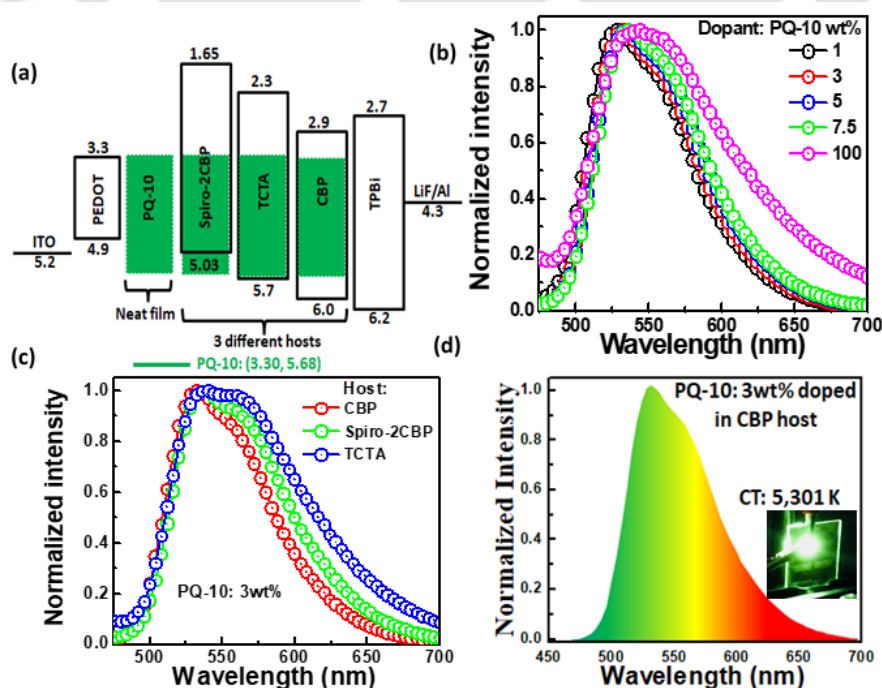 (a)
1.65
2.3
2.9
2.7
3.3
PEDOT
PQ-10
Spiro-2CBP
TCTA
CBP
TPBi
LiF/Al
4.3
ITO
5.2
4.9
5.03
5.7
6.0
6.2
Neat film
3 different hosts
PQ-10: (3.30, 5.68)
(b)
Normalized intensity
1.0
0.8
0.6
0.4
0.2
0.0
Dopant: PQ-10 wt%
1
3
5
7.5
100
500 550 600 650 700
Wavelength (nm)
(c)
Normalized intensity
1.0
0.8
0.6
0.4
0.2
0.0
Host:
CBP
Spiro-2CBP
TCTA
PQ-10: 3wt%
500 550 600 650 700
Wavelength (nm)
(d)
Normalized Intensity
1.0
0.8
0.6
0.4
0.2
0.0
PQ-10: 3wt% doped
in CBP host
CT: 5,301 K
450 500 550 600 650 700
Wavelength (nm)